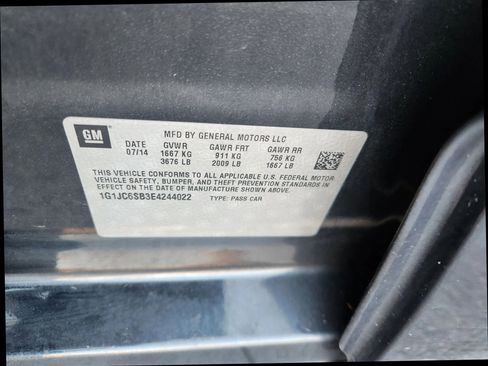 GM
MFD BY GENERAL MOTORS LLC
DATE GVWR GAWR FRT GAWR RR
07/14 1667 KG 911 KG 756 KG
3676 LB 2009 LB 1667 LB
THIS VEHICLE CONFORMS TO ALL APPLICABLE U.S. FEDERAL MOTOR
VEHICLE SAFETY, BUMPER, AND THEFT PREVENTION STANDARDS IN
EFFECT ON THE DATE OF MANUFACTURE SHOWN ABOVE.
1G1JC6SB3E4244022 TYPE: PASS CAR